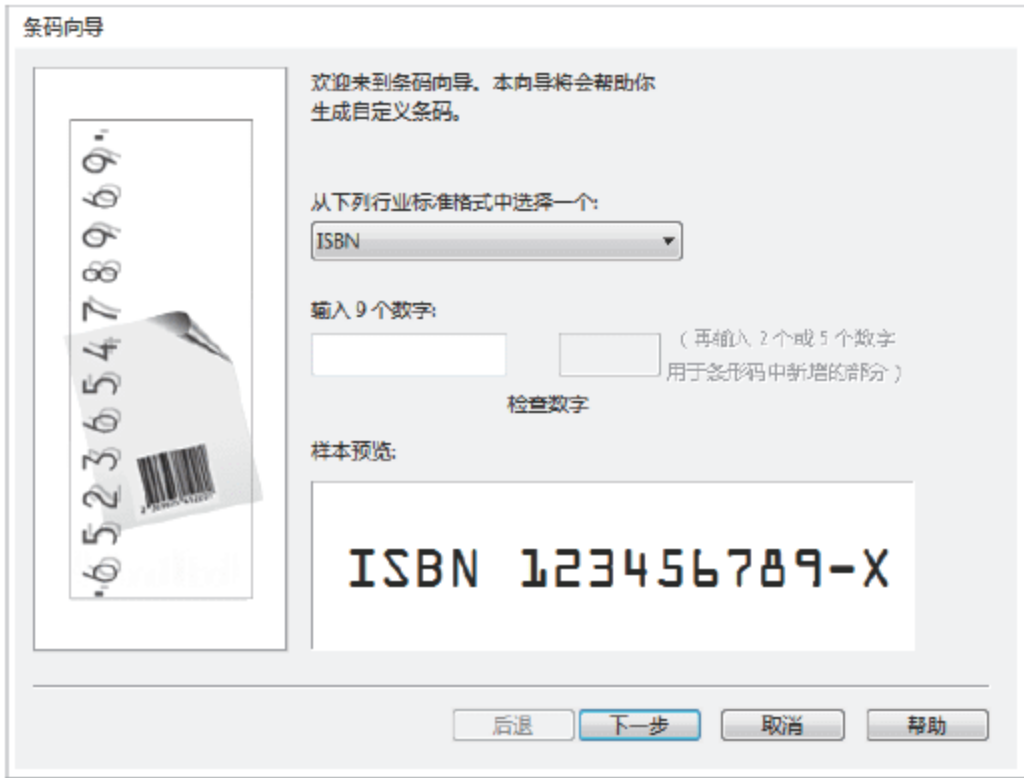 条码向导
欢迎来到条码向导。本向导将会帮助你
生成自定义条码。
从下列行业标准格式中选择一个:
ISBN
输入 9 个数字:
（再输入 2 个或 5 个数字
用于条形码中新增的部分）
检查数字
样本预览:
ISBN 123456789-X
*652365478969*
后退
下一步
取消
帮助